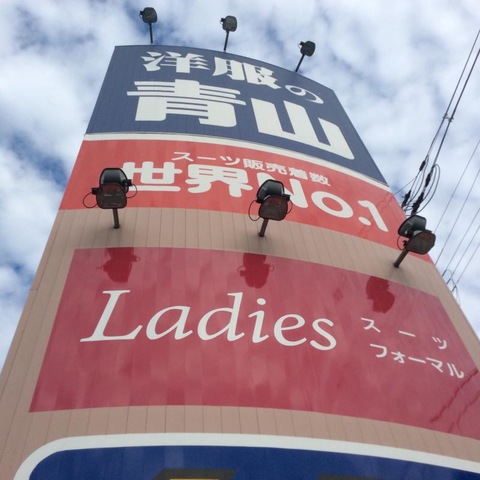 洋服の
青山
スーツ販売着数
世界No.1
Ladies
スーツ
フォーマル